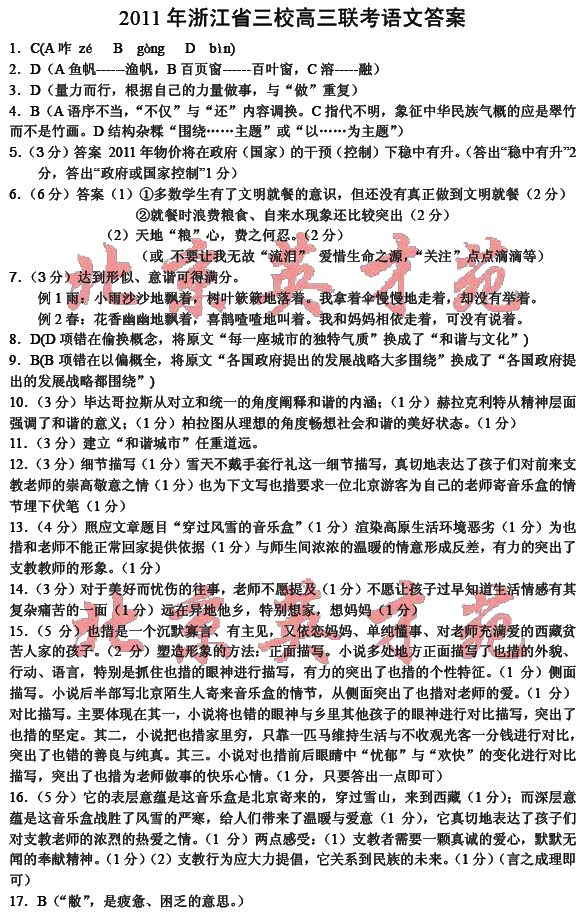 2011年浙江省三校高三联考语文答案
1．C(A 咋 zé  B gòng  D bìn)
2．D（A 鱼帆------渔帆，B 百页窗------百叶窗，C 溶-----融）
3．D（量力而行，根据自己的力量做事，与“做”重复）
4．B（A 语序不当，“不仅”与“还”内容调换。C 指代不明，象征中华民族气概的应是翠竹
而不是竹画。D 结构杂糅“围绕……主题”或“以……为主题”）
5．（3 分）答案 2011 年物价将在政府（国家）的干预（控制）下稳中有升。（答出“稳中有升”2
分，答出“政府或国家控制”1 分）
6．（6 分）答案（1）①多数学生有了文明就餐的意识，但还没有真正做到文明就餐（2 分）
②就餐时浪费粮食、自来水现象还比较突出（2 分）
（2）天地“粮”心，费之何忍。（2 分）
（或 不要让我无故“流泪” 爱惜生命之源，“关注”点点滴滴等）
7．（3 分）达到形似、意谐可得满分。
例 1 雨：小雨沙沙地飘着，树叶簌簌地落着。我拿着伞慢慢地走着，却没有举着。
例 2 春：花香幽幽地飘着，喜鹊喳喳地叫着。我和妈妈相依走着，可没有说着。
8．D(D 项错在偷换概念，将原文“每一座城市的独特气质”换成了“和谐与文化”)
9．B(B 项错在以偏概全，将原文“各国政府提出的发展战略大多围绕”换成了“各国政府提
出的发展战略都围绕”)
10．（3 分）毕达哥拉斯从对立和统一的角度阐释和谐的内涵；（1 分）赫拉克利特从精神层面
强调了和谐的意义；（1 分）柏拉图从理想的角度畅想社会和谐的美好状态。（1 分）
11．（3 分）建立“和谐城市”任重道远。
12．（3 分）细节描写（1 分）雪天不戴手套行礼这一细节描写，真切地表达了孩子们对前来支
教老师的崇高敬意之情（1 分）也为下文写也措要求一位北京游客为自己的老师寄音乐盒的情
节埋下伏笔（1 分）
13．（4 分）照应文章题目“穿过风雪的音乐盒”（1 分）渲染高原生活环境恶劣（1 分）为也
措和老师不能正常回家提供依据（1 分）与师生间浓浓的温暖的情意形成反差，有力的突出了
支教教师的形象。（1 分）
14．（3 分）对于美好而忧伤的往事，老师不愿提及（1 分）不愿让孩子过早知道生活情感有其
复杂痛苦的一面（1 分）远在异地他乡，特别想家，想妈妈（1 分）
15．（5 分）也措是一个沉默寡言、有主见，又依恋妈妈、单纯懂事、对老师充满爱的西藏贫
苦人家的孩子。（2 分）塑造形象的方法：正面描写。小说多处地方正面描写了也措的外貌、
行动、语言，特别是抓住也措的眼神进行描写，有力的突出了也措的个性特征。（1 分）侧面
描写。小说后半部写北京陌生人寄来音乐盒的情节，从侧面突出了也措对老师的爱。（1 分）
对比描写。主要体现在其一，小说将也错的眼神与乡里其他孩子的眼神进行对比描写，突出了
也措的坚定。其二，小说把也措家里穷，只靠一匹马维持生活与不收观光客一分钱进行对比，
突出了也错的善良与纯真。其三。小说对也措前后眼睛中“忧郁”与“欢快”的变化进行对比
描写，突出了也措为老师做事的快乐心情。（1 分，只要答出一点即可）
16．（5 分）它的表层意蕴是这音乐盒是北京寄来的，穿过雪山，来到西藏（1 分）；而深层意
蕴是这音乐盒战胜了风雪的严寒，给人们带来了温暖与爱意（1 分），它真切地表达了孩子们
对支教老师的浓烈的热爱之情。（1 分）两点感受：（1）支教者需要一颗真诚的爱心，默默无
闻的奉献精神。（1 分）（2）支教行为应大力提倡，它关系到民族的未来。（1 分）（言之成理即
可）
17．B（“敝”，是疲惫、困乏的意思。）
北京英才苑
北京英才苑